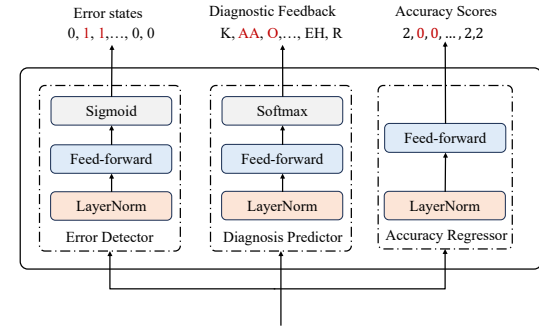 Error states
0, 1, 1,…, 0, 0
Diagnostic Feedback
K, AA, O,…, EH, R
Accuracy Scores
2, 0, 0, … , 2,2
Sigmoid
Feed-forward
LayerNorm
Error Detector
Softmax
Feed-forward
LayerNorm
Diagnosis Predictor
Feed-forward
LayerNorm
Accuracy Regressor